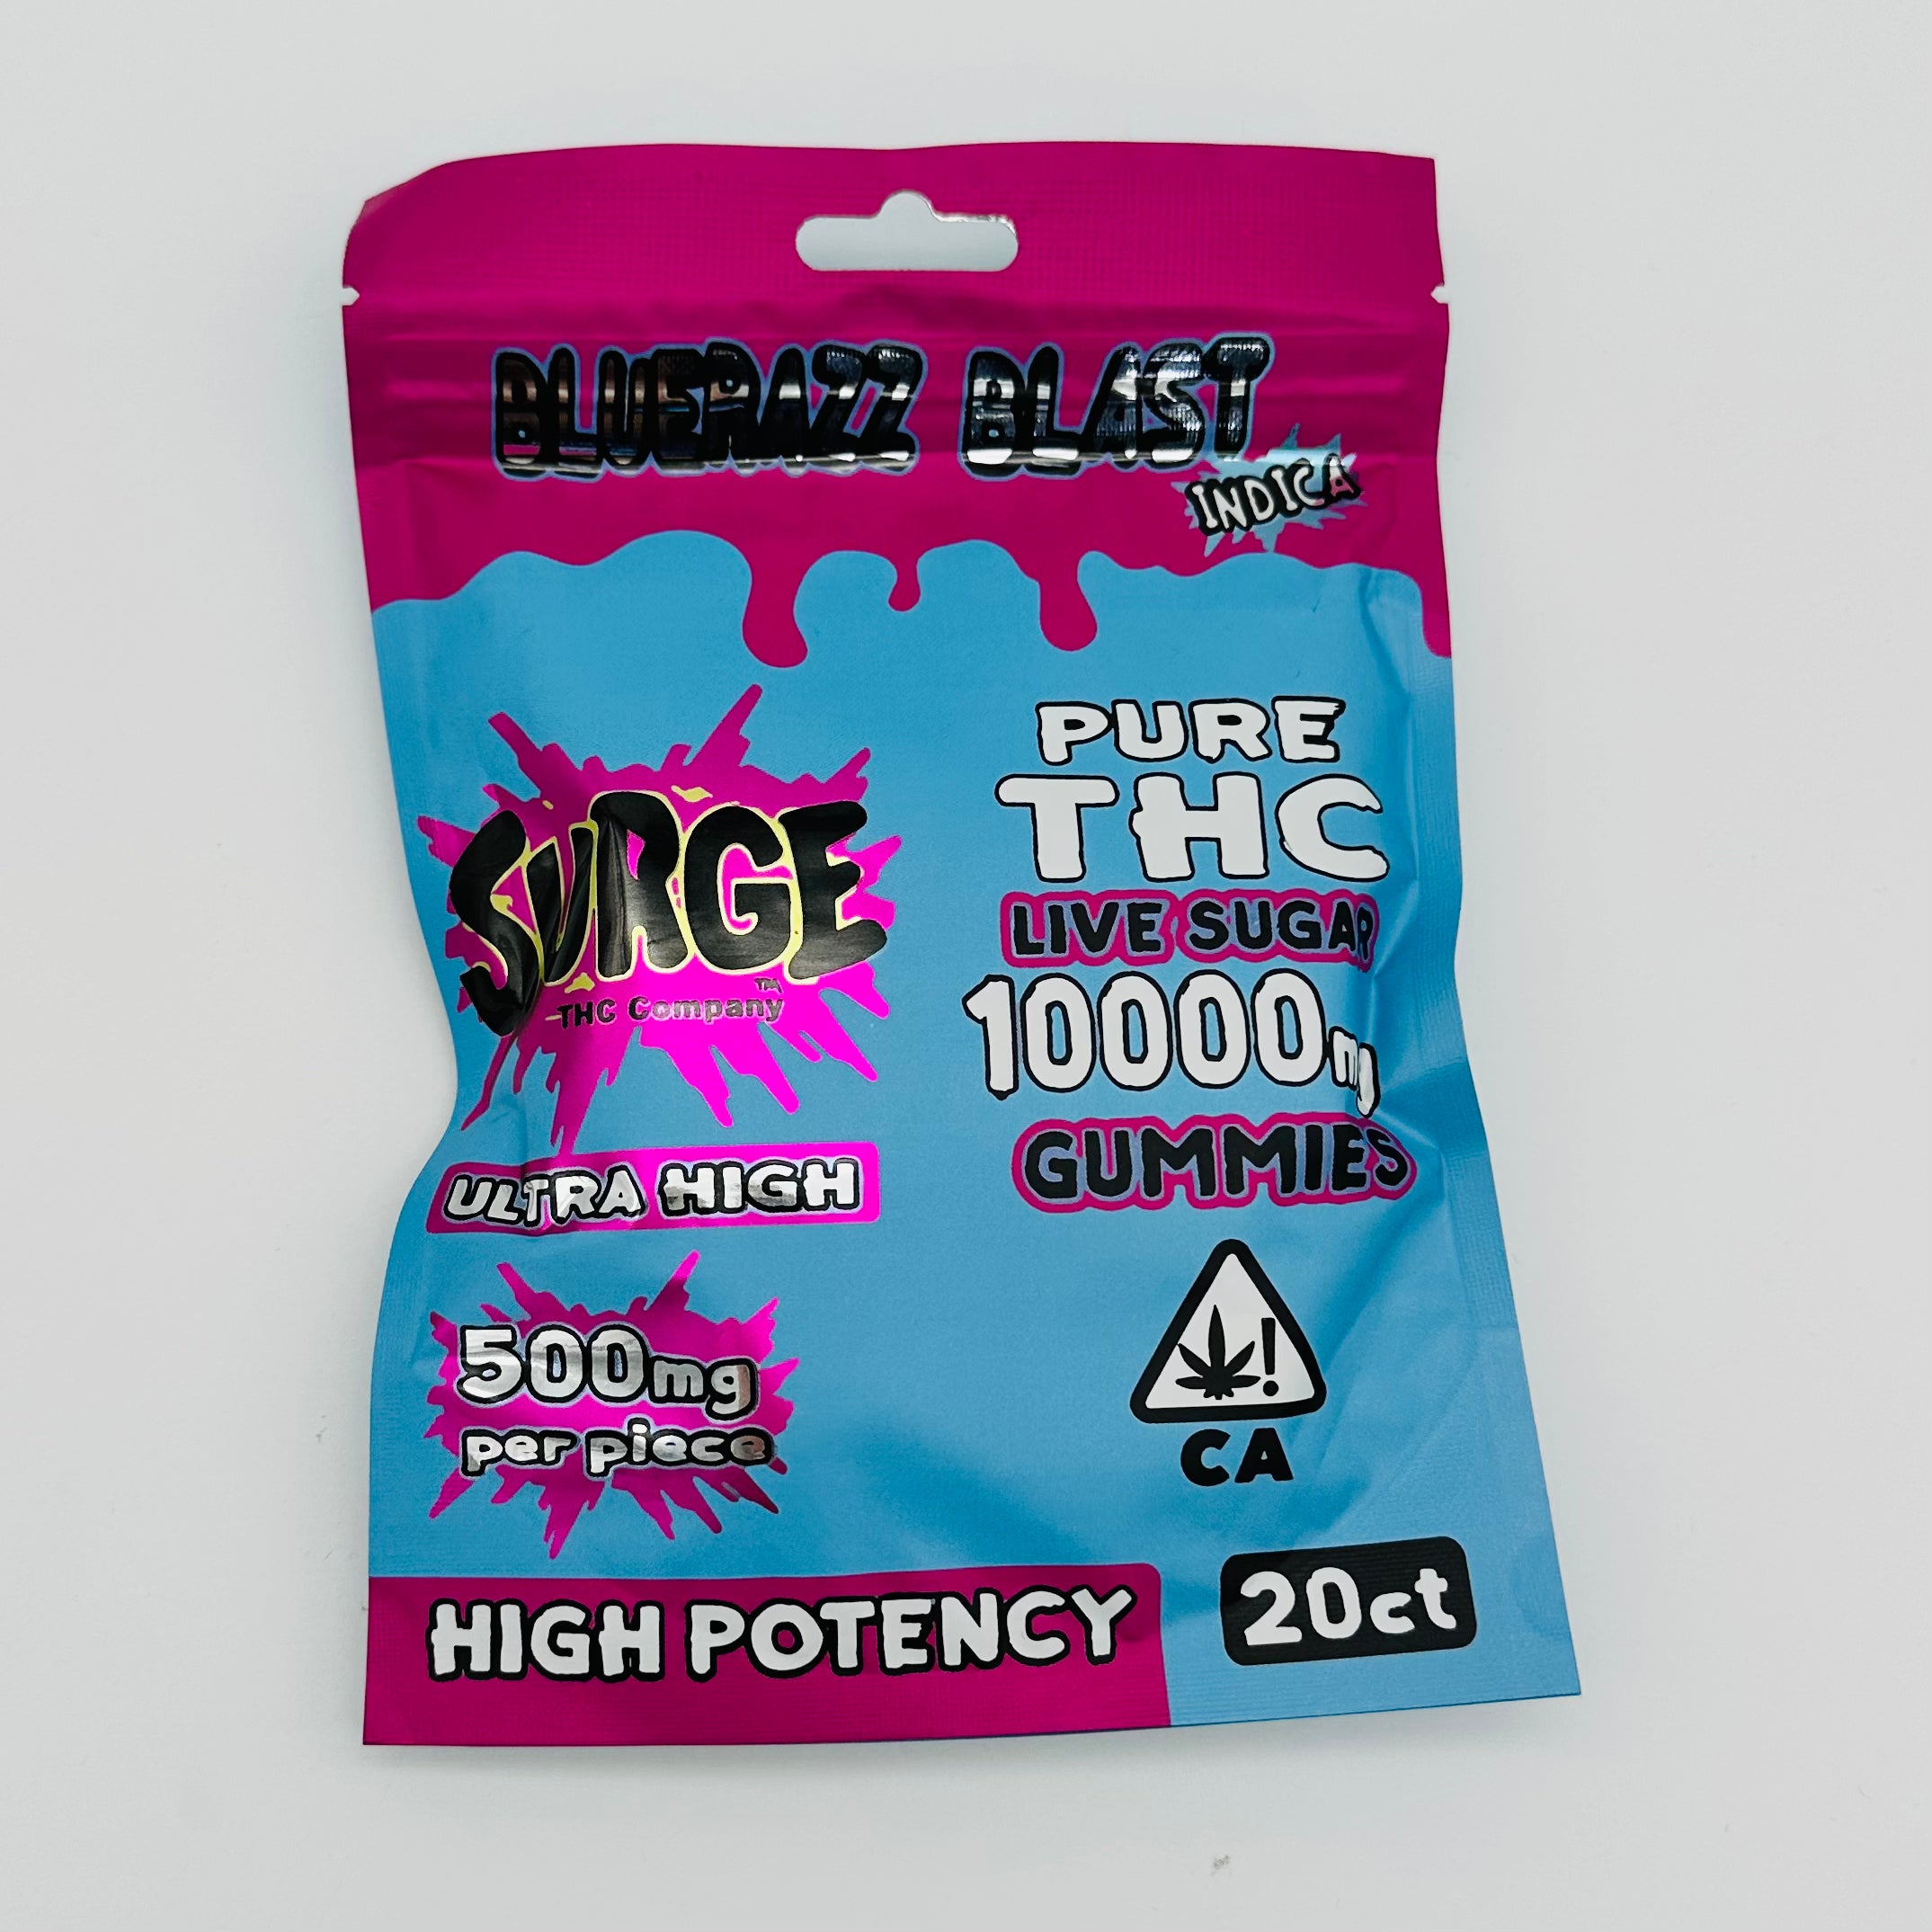 BLUERAZZ BLAST
INDICA
SURGE
THC Company™
ULTRA HIGH
500mg
per piece
PURE
THC
LIVE SUGAR
10000mg
GUMMIES
!
CA
HIGH POTENCY
20ct